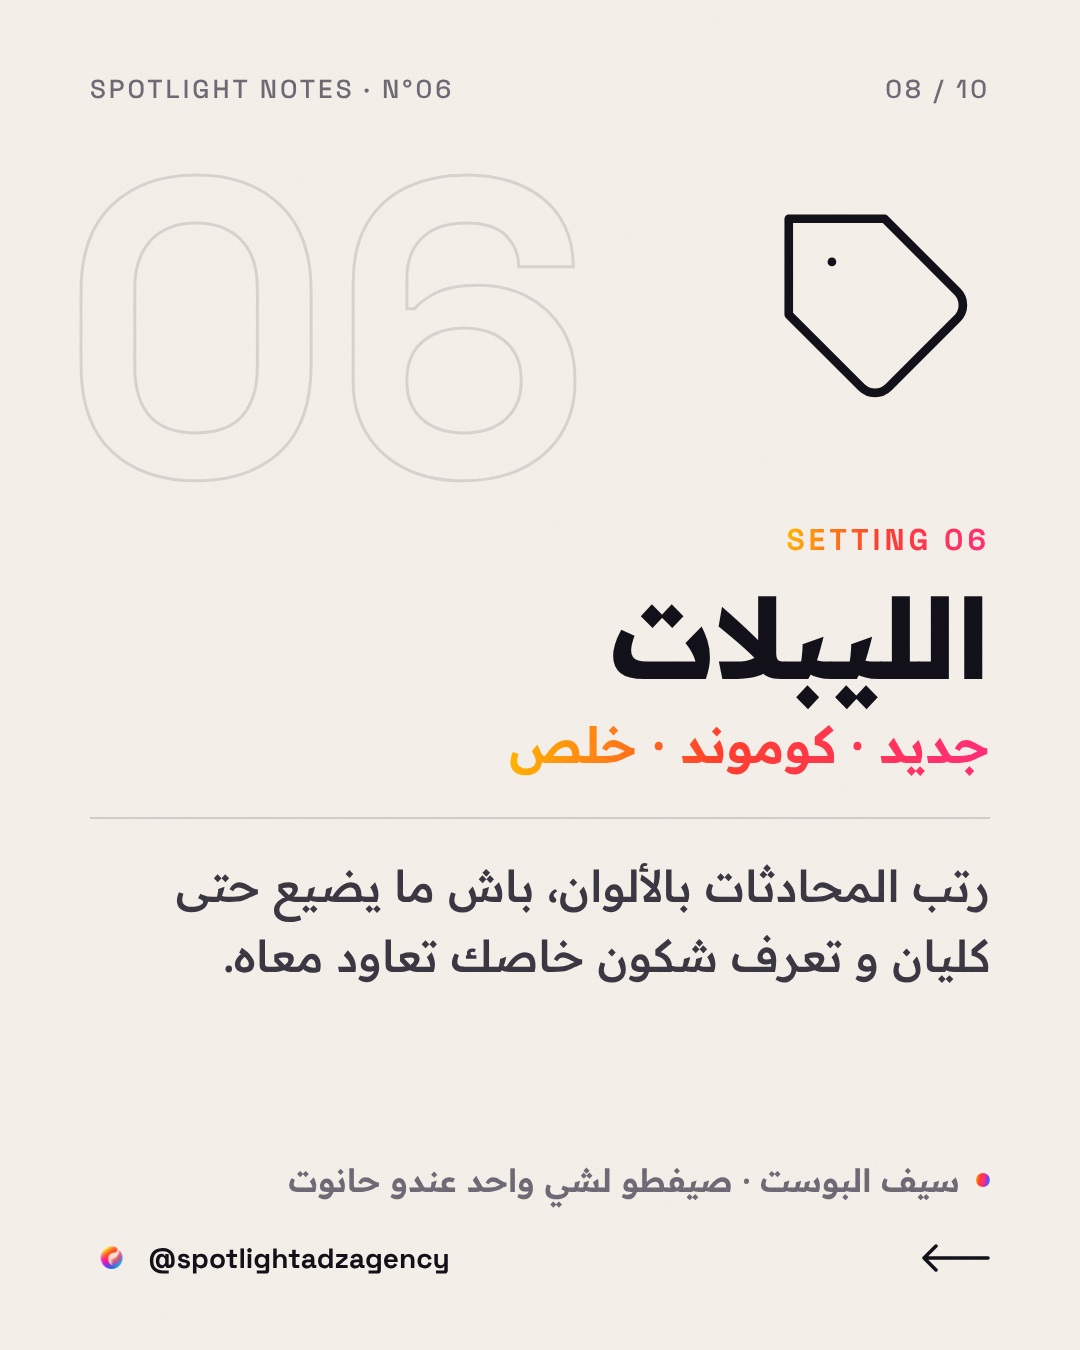 SPOTLIGHT NOTES · N°06
08 / 10
06
SETTING 06
الليبلات
جديد · كوموند · خلص
رتب المحادثات بالألوان، باش ما يضيع حتى
كليان و تعرف شكون خاصك تعاود معاه.
سيف البوست · صيفطو لشي واحد عندو حانوت
@spotlightadzagency